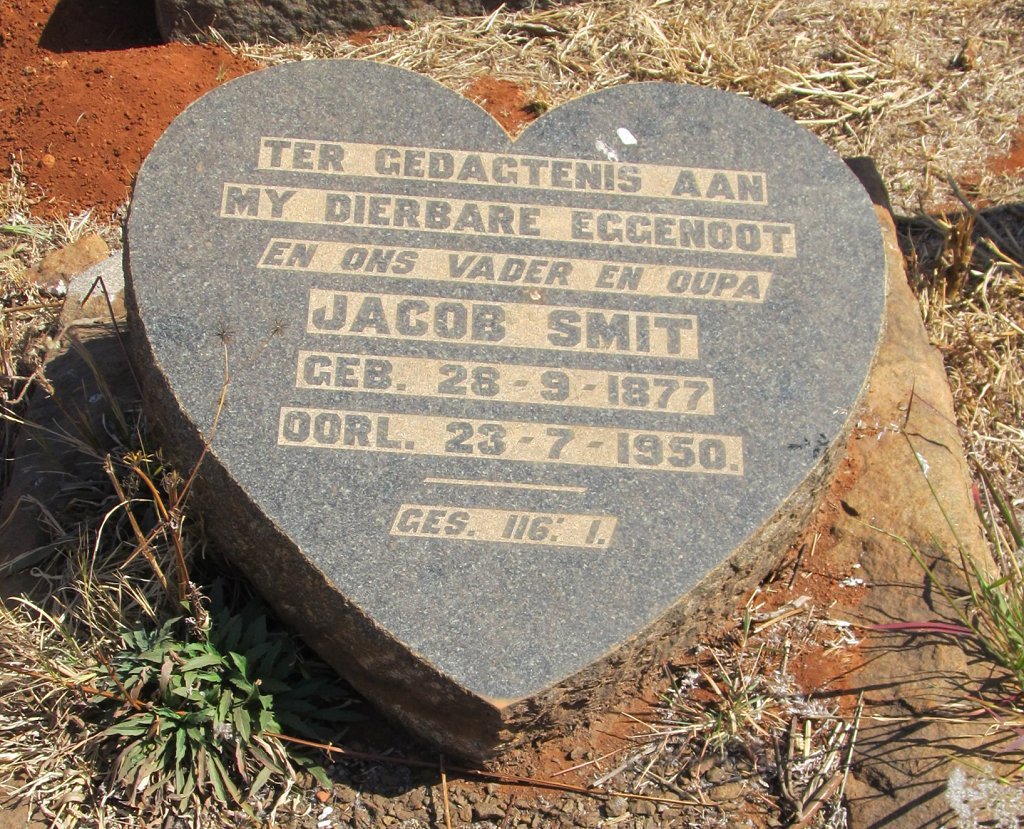 TER GEDAGTENIS AAN
MY DIERBARE EGGENOOT
EN ONS VADER EN OUPA
JACOB SMIT
GEB. 28-9-1877
OORL. 23-7-1950.
GES. 116: 1.